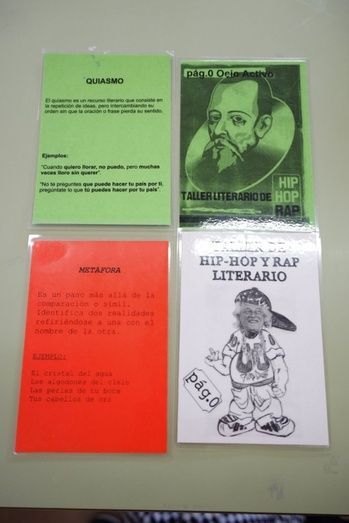 QUIASMO
El quiasmo es un recurso literario que consiste en
la repetición de ideas, pero intercambiando su
orden sin que la oración o frase pierda su sentido.
Ejemplos:
"Cuando quiero llorar, no puedo, pero muchas
veces lloro sin querer"
"No te preguntes que puede hacer tu país por ti,
pregúntate lo que tú puedes hacer por tu país".
pág.0 Ocio Activo
TALLER LITERARIO DE
HIP
HOP
RAP
METÁFORA
Es un paso más allá de la
comparación o símil.
Identifica dos realidades
refiriéndose a una con el
nombre de la otra.
EJEMPLO:
El cristal del agua
Los algodones del cielo
Las perlas de tu boca
Tus cabellos de oro
TALLER DE
HIP-HOP Y RAP
LITERARIO
pág.0